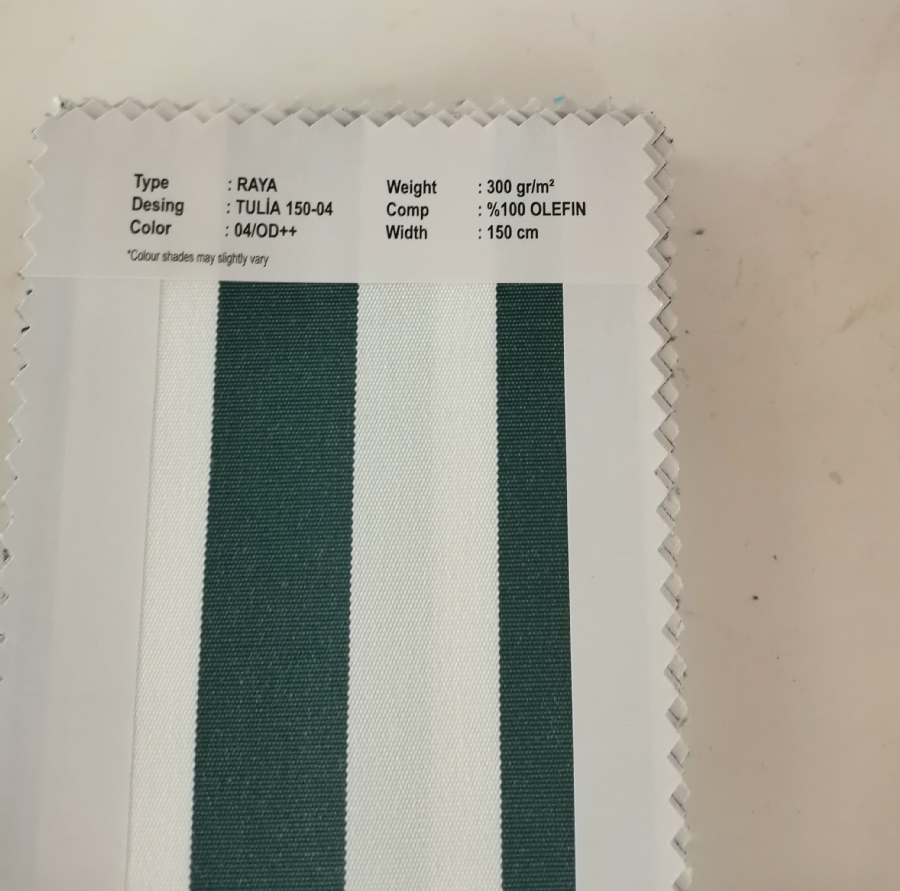 Type : RAYA
Desing : TULİA 150-04
Color : 04/OD++
*Colour shades may slightly vary
Weight : 300 gr/m²
Comp : %100 OLEFIN
Width : 150 cm